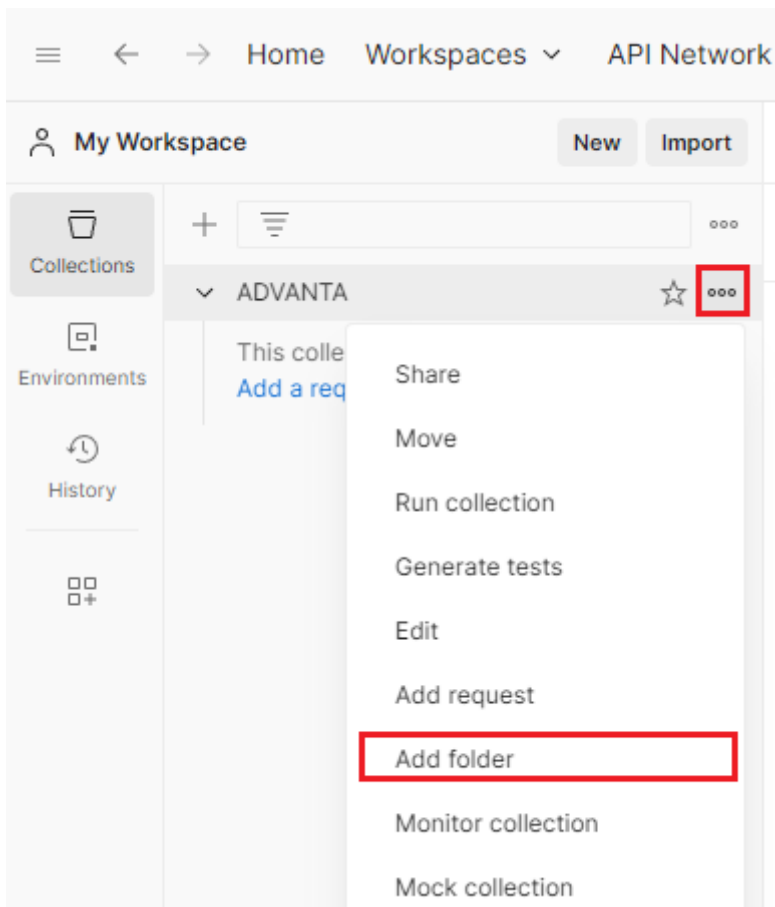 Home Workspaces API Network
My Workspace New Import
Collections
ADVANTA
This colle
Add a req
Environments
History
Share
Move
Run collection
Generate tests
Edit
Add request
Add folder
Monitor collection
Mock collection